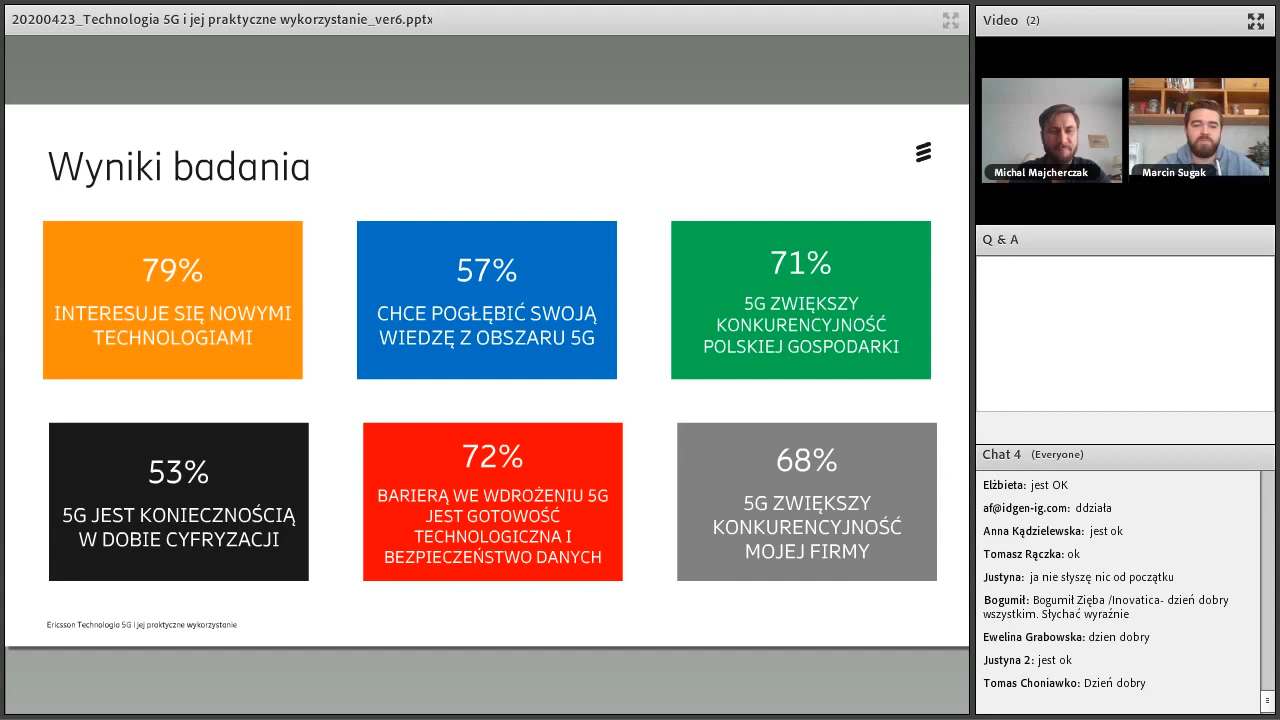 20200423_Technologia 5G i jej praktyczne wykorzystanie_ver6.pptx
Wyniki badania
79%
INTERESUJE SIĘ NOWYMI
TECHNOLOGIAMI
57%
CHCE POGŁĘBIĆ SWOJĄ
WIEDZĘ Z OBSZARU 5G
71%
5G ZWIĘKSZY
KONKURENCYJNOŚĆ
POLSKIEJ GOSPODARKI
53%
5G JEST KONIECZNOŚCIĄ
W DOBIE CYFRYZACJI
72%
BARIERĄ WE WDROŻENIU 5G
JEST GOTOWOŚĆ
TECHNOLOGICZNA I
BEZPIECZEŃSTWO DANYCH
68%
5G ZWIĘKSZY
KONKURENCYJNOŚĆ
MOJEJ FIRMY
Ericsson Technologia 5G i jej praktyczne wykorzystanie
Video (2)
Michal Majcherczak
Marcin Sugak
Q & A
Chat 4 (Everyone)
Elżbieta: jest OK
af@idgen-ig.com: ddziała
Anna Kądzielewska: jest ok
Tomasz Rączka: ok
Justyna: ja nie słyszę nic od początku
Bogumił: Bogumił Zięba /Inovatica- dzień dobry
wszystkim. Słychać wyraźnie
Ewelina Grabowska: dzien dobry
Justyna 2: jest ok
Tomas Choniawko: Dzień dobry